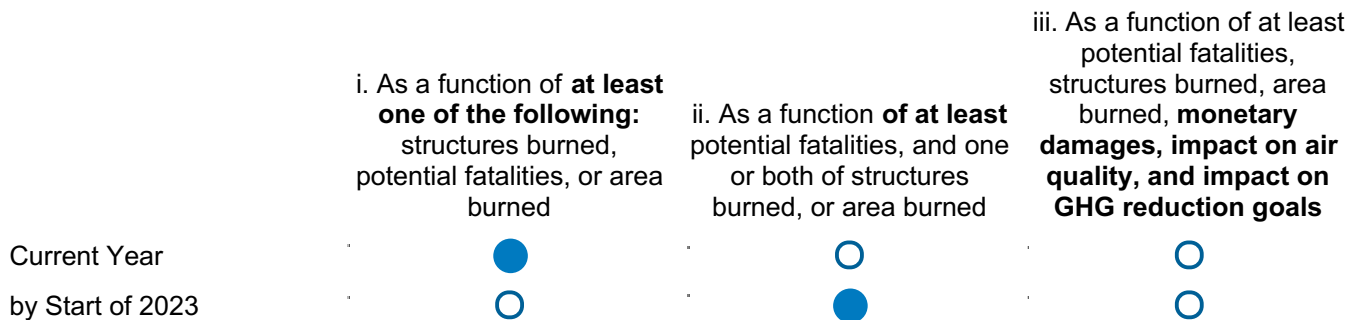 i. As a function of at least
one of the following:
structures burned,
potential fatalities, or area
burned
ii. As a function of at least
potential fatalities, and one
or both of structures
burned, or area burned
iii. As a function of at least
potential fatalities,
structures burned, area
burned, monetary
damages, impact on air
quality, and impact on
GHG reduction goals
Current Year
by Start of 2023